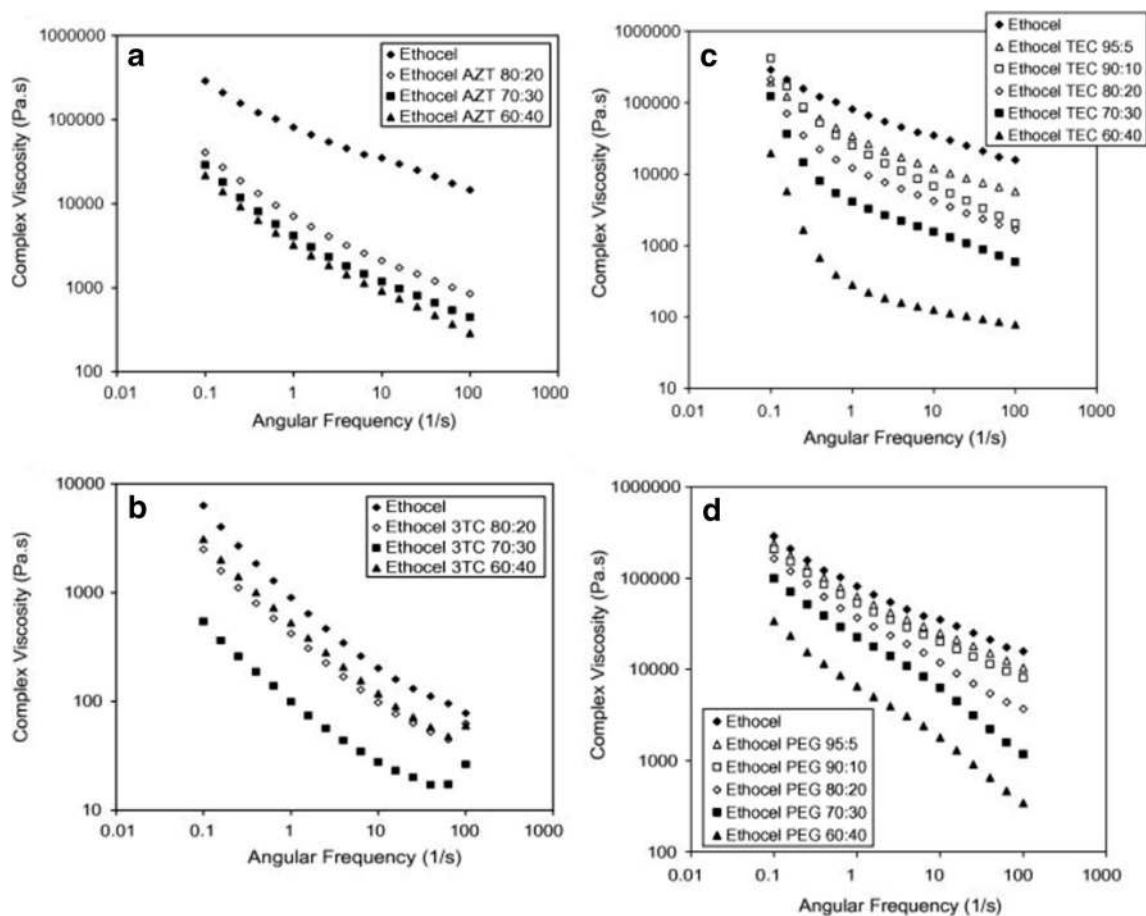 a
Complex Viscosity (Pa.s)
1000000
100000
10000
1000
100
0.01
0.1
1
10
100
1000
Angular Frequency (1/s)
Ethocel
Ethocel AZT 80:20
Ethocel AZT 70:30
Ethocel AZT 60:40
c
Complex Viscosity (Pa.s)
1000000
100000
10000
1000
100
10
0.01
0.1
1
10
100
1000
Angular Frequency (1/s)
Ethocel
Ethocel TEC 95:5
Ethocel TEC 90:10
Ethocel TEC 80:20
Ethocel TEC 70:30
Ethocel TEC 60:40
b
Complex Viscosity (Pa.s)
10000
1000
100
10
0.01
0.1
1
10
100
1000
Angular Frequency (1/s)
Ethocel
Ethocel 3TC 80:20
Ethocel 3TC 70:30
Ethocel 3TC 60:40
d
Complex Viscosity (Pa.s)
1000000
100000
10000
1000
100
0.01
0.1
1
10
100
1000
Angular Frequency (1/s)
Ethocel
Ethocel PEG 95:5
Ethocel PEG 90:10
Ethocel PEG 80:20
Ethocel PEG 70:30
Ethocel PEG 60:40